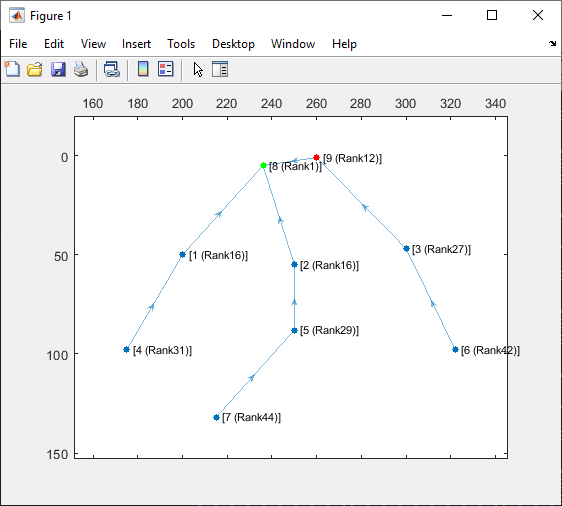 Figure 1
File Edit View Insert Tools Desktop Window Help
160 180 200 220 240 260 280 300 320 340
0
[9 (Rank12)]
[8 (Rank1)]
50
[1 (Rank16)]
[3 (Rank27)]
[2 (Rank16)]
[5 (Rank29)]
100
[4 (Rank31)]
[6 (Rank42)]
[7 (Rank44)]
150